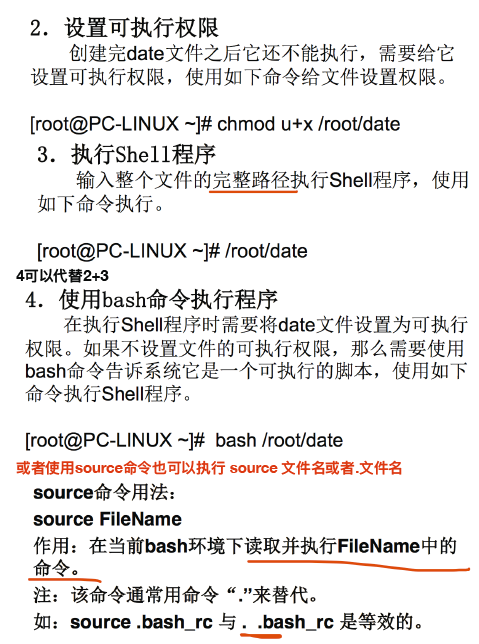 2．设置可执行权限
创建完date文件之后它还不能执行，需要给它
设置可执行权限，使用如下命令给文件设置权限。
[root@PC-LINUX ~]# chmod u+x /root/date
3．执行Shell程序
输入整个文件的完整路径执行Shell程序，使用
如下命令执行。
[root@PC-LINUX ~]# /root/date
4可以代替2+3
4．使用bash命令执行程序
在执行Shell程序时需要将date文件设置为可执行
权限。如果不设置文件的可执行权限，那么需要使用
bash命令告诉系统它是一个可执行的脚本，使用如下
命令执行Shell程序。
[root@PC-LINUX ~]# bash /root/date
或者使用source命令也可以执行 source 文件名或者.文件名
source命令用法：
source FileName
作用：在当前bash环境下读取并执行FileName中的
命令。
注：该命令通常用命令“.”来替代。
如：source .bash_rc 与 . .bash_rc 是等效的。